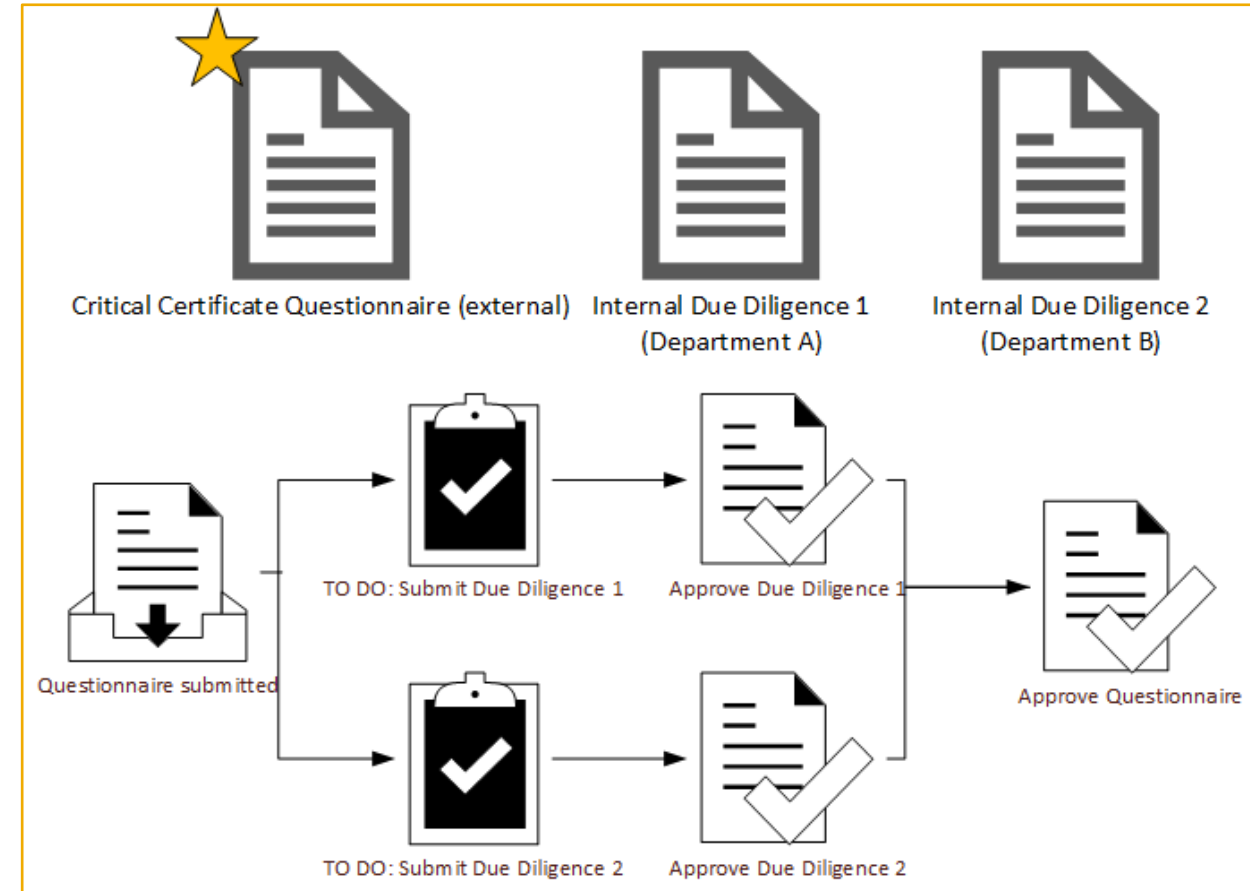 Critical Certificate Questionnaire (external)
Internal Due Diligence 1
(Department A)
Internal Due Diligence 2
(Department B)
TO DO: Submit Due Diligence 1
Approve Due Diligence 1
Questionnaire submitted
Approve Questionnaire
TO DO: Submit Due Diligence 2
Approve Due Diligence 2